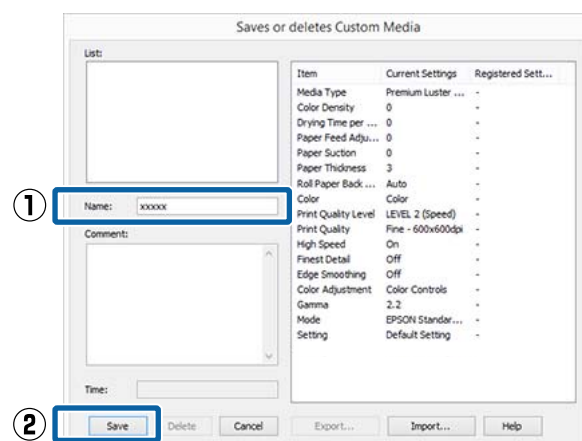 Saves or deletes Custom Media
List:
Item Current Settings Registered Sett...
Media Type Premium Luster ... -
Color Density 0 -
Drying Time per ... 0 -
Paper Feed Adju... 0 -
Paper Suction 0 -
Paper Thickness 3 -
Roll Paper Back ... Auto -
Color Color -
Print Quality Level LEVEL 2 (Speed) -
Print Quality Fine - 600x600dpi -
High Speed On -
Finest Detail Off -
Edge Smoothing Off -
Color Adjustment Color Controls -
Gamma 2.2 -
Mode EPSON Standar... -
Setting Default Setting -
① Name: xxxxx
Comment:
Time:
② Save Delete Cancel Export... Import... Help